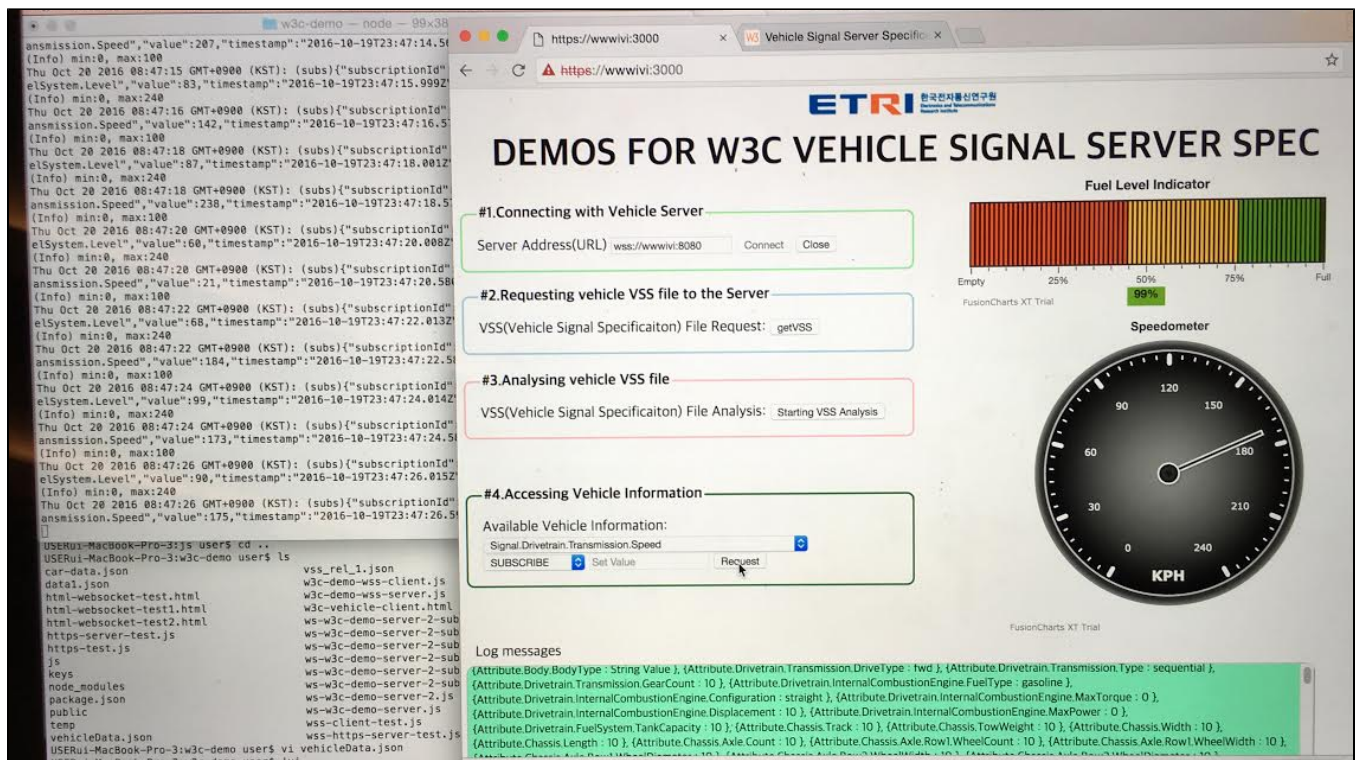 w3c-demo — node — 99×38
ansmission.Speed","value":207,"timestamp":"2016-10-19T23:47:14.56
(Info) min:0, max:100
Thu Oct 20 2016 08:47:15 GMT+0900 (KST): (subs){"subscriptionId"
elSystem.Level","value":83,"timestamp":"2016-10-19T23:47:15.999Z"
(Info) min:0, max:240
Thu Oct 20 2016 08:47:16 GMT+0900 (KST): (subs){"subscriptionId"
ansmission.Speed","value":142,"timestamp":"2016-10-19T23:47:16.5
(Info) min:0, max:100
Thu Oct 20 2016 08:47:18 GMT+0900 (KST): (subs){"subscriptionId"
elSystem.Level","value":87,"timestamp":"2016-10-19T23:47:18.001Z"
(Info) min:0, max:240
Thu Oct 20 2016 08:47:18 GMT+0900 (KST): (subs){"subscriptionId"
ansmission.Speed","value":238,"timestamp":"2016-10-19T23:47:18.5
(Info) min:0, max:100
Thu Oct 20 2016 08:47:20 GMT+0900 (KST): (subs){"subscriptionId"
elSystem.Level","value":60,"timestamp":"2016-10-19T23:47:20.008Z"
(Info) min:0, max:240
Thu Oct 20 2016 08:47:20 GMT+0900 (KST): (subs){"subscriptionId"
ansmission.Speed","value":21,"timestamp":"2016-10-19T23:47:20.58
(Info) min:0, max:100
Thu Oct 20 2016 08:47:22 GMT+0900 (KST): (subs){"subscriptionId"
elSystem.Level","value":68,"timestamp":"2016-10-19T23:47:22.013Z"
(Info) min:0, max:240
Thu Oct 20 2016 08:47:22 GMT+0900 (KST): (subs){"subscriptionId"
ansmission.Speed","value":184,"timestamp":"2016-10-19T23:47:22.58
(Info) min:0, max:100
Thu Oct 20 2016 08:47:24 GMT+0900 (KST): (subs){"subscriptionId"
elSystem.Level","value":99,"timestamp":"2016-10-19T23:47:24.014Z"
(Info) min:0, max:240
Thu Oct 20 2016 08:47:24 GMT+0900 (KST): (subs){"subscriptionId"
ansmission.Speed","value":173,"timestamp":"2016-10-19T23:47:24.58
(Info) min:0, max:100
Thu Oct 20 2016 08:47:26 GMT+0900 (KST): (subs){"subscriptionId"
elSystem.Level","value":90,"timestamp":"2016-10-19T23:47:26.015Z"
(Info) min:0, max:240
Thu Oct 20 2016 08:47:26 GMT+0900 (KST): (subs){"subscriptionId"
ansmission.Speed","value":175,"timestamp":"2016-10-19T23:47:26.59
USERui-MacBook-Pro-3:js user$ cd ..
USERui-MacBook-Pro-3:w3c-demo user$ ls
car-data.json vss_rel_1.json
data1.json w3c-demo-wss-client.js
html-websocket-test.html w3c-demo-wss-server.js
html-websocket-test1.html w3c-vehicle-client.html
html-websocket-test2.html ws-w3c-demo-server-2-sub
https-server-test.js ws-w3c-demo-server-2-sub
https-test.js ws-w3c-demo-server-2-sub
js ws-w3c-demo-server-2-sub
keys ws-w3c-demo-server-2-sub
node_modules ws-w3c-demo-server-2-sub
package.json ws-w3c-demo-server-2.js
public ws-w3c-demo-server.js
temp wss-client-test.js
vehicleData.json wss-https-server-test.js
USERui-MacBook-Pro-3:w3c-demo user$ vi vehicleData.json
https://wwwivi:3000
W3 Vehicle Signal Server Specific
https://wwwivi:3000
ETRI 한국전자통신연구원
Electronics and Telecommunications
Research Institute
DEMOS FOR W3C VEHICLE SIGNAL SERVER SPEC
#1.Connecting with Vehicle Server
Server Address(URL) wss://wwwivi:8080 Connect Close
#2.Requesting vehicle VSS file to the Server
VSS(Vehicle Signal Specificaiton) File Request: getVSS
#3.Analysing vehicle VSS file
VSS(Vehicle Signal Specificaiton) File Analysis: Starting VSS Analysis
#4.Accessing Vehicle Information
Available Vehicle Information:
Signal.Drivetrain.Transmission.Speed
SUBSCRIBE Set Value Request
Fuel Level Indicator
Empty 25% 50% 75% Full
99%
FusionCharts XT Trial
Speedometer
120
90 150
60 180
30 210
0 240
KPH
FusionCharts XT Trial
Log messages
{Attribute.Body.BodyType : String Value }, {Attribute.Drivetrain.Transmission.DriveType : fwd }, {Attribute.Drivetrain.Transmission.Type : sequential },
{Attribute.Drivetrain.Transmission.GearCount : 10 }, {Attribute.Drivetrain.InternalCombustionEngine.FuelType : gasoline },
{Attribute.Drivetrain.InternalCombustionEngine.Configuration : straight }, {Attribute.Drivetrain.InternalCombustionEngine.MaxTorque : 0 },
{Attribute.Drivetrain.InternalCombustionEngine.Displacement : 10 }, {Attribute.Drivetrain.InternalCombustionEngine.MaxPower : 0 },
{Attribute.Drivetrain.FuelSystem.TankCapacity : 10 }, {Attribute.Chassis.Track : 10 }, {Attribute.Chassis.TowWeight : 10 }, {Attribute.Chassis.Width : 10 },
{Attribute.Chassis.Length : 10 }, {Attribute.Chassis.Axle.Count : 10 }, {Attribute.Chassis.Axle.Row1.WheelCount : 10 }, {Attribute.Chassis.Axle.Row1.WheelWidth : 10 },